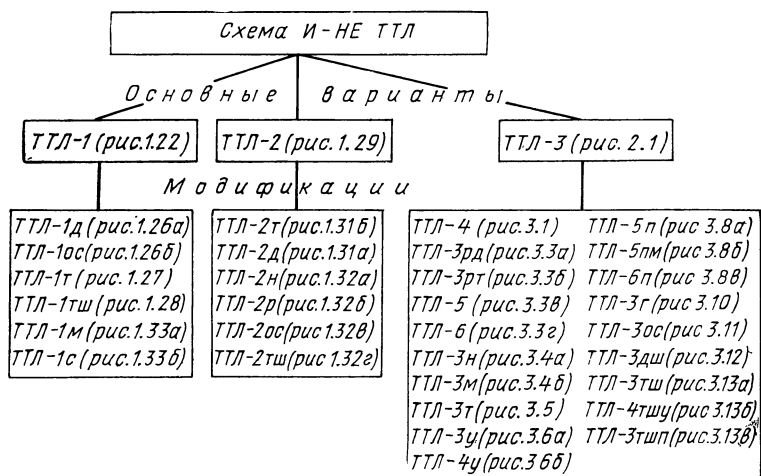 Схема И-НЕ ТТЛ
Основные варианты
ТТЛ-1 (рис.1.22)
ТТЛ-2 (рис. 1.29)
ТТЛ-3 (рис. 2.1)
Модификации
ТТЛ-1д (рис.1.26а)
ТТЛ-1ос (рис.1.26б)
ТТЛ-1т (рис.1.27)
ТТЛ-1тш (рис.1.28)
ТТЛ-1м (рис.1.33а)
ТТЛ-1с (рис.1.33б)
ТТЛ-2т(рис.1.31б)
ТТЛ-2д(рис.1.31а)
ТТЛ-2н(рис.1.32а)
ТТЛ-2р(рис.1.32б)
ТТЛ-2ос(рис.1.32в)
ТТЛ-2тш(рис 1.32г)
ТТЛ-4 (рис.3.1)
ТТЛ-3рд(рис.3.3а)
ТТЛ-3рт(рис.3.3б)
ТТЛ-5 (рис.3.3в)
ТТЛ-6 (рис.3.3г)
ТТЛ-3н(рис.3.4а)
ТТЛ-3м(рис.3.4б)
ТТЛ-3т(рис.3.5)
ТТЛ-3у(рис.3.6а)
ТТЛ-4у(рис.3 6б)
ТТЛ-5п(рис 3.8а)
ТТЛ-5пм(рис 3.8б)
ТТЛ-6п(рис 3.8в)
ТТЛ-3г(рис.3.10)
ТТЛ-3ос(рис 3.11)
ТТЛ-3дш(рис.3.12)
ТТЛ-3тш(рис.3.13а)
ТТЛ-4тшу(рис 3.13б)
ТТЛ-3тшп(рис.3.13в)